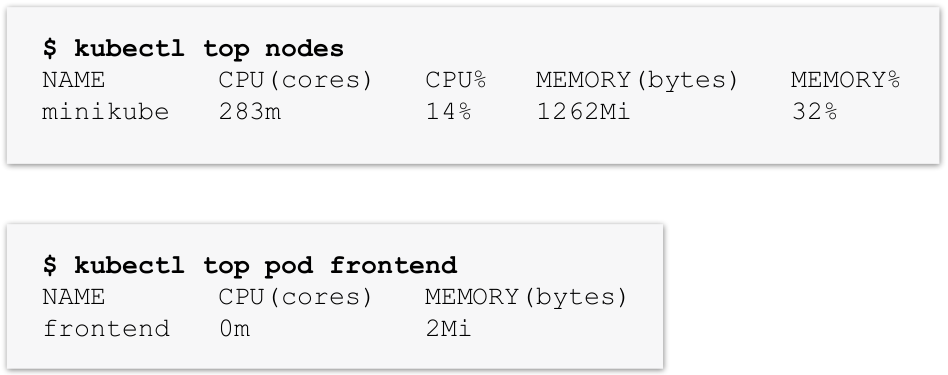 $ kubectl top nodes
NAME CPU(cores) CPU% MEMORY(bytes) MEMORY%
minikube 283m 14% 1262Mi 32%
$ kubectl top pod frontend
NAME CPU(cores) MEMORY(bytes)
frontend 0m 2Mi